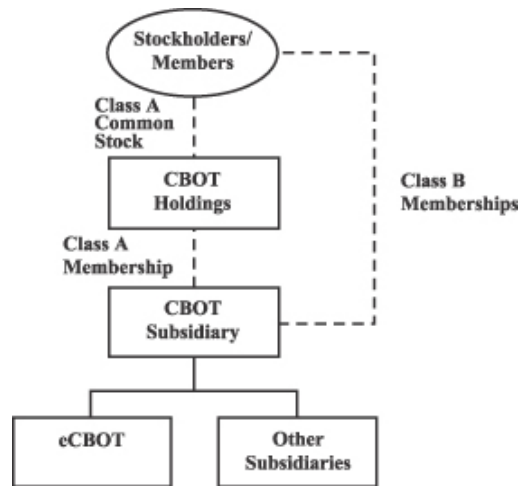 Stockholders/
Members
Class A
Common
Stock
CBOT
Holdings
Class B
Memberships
Class A
Membership
CBOT
Subsidiary
eCBOT
Other
Subsidiaries